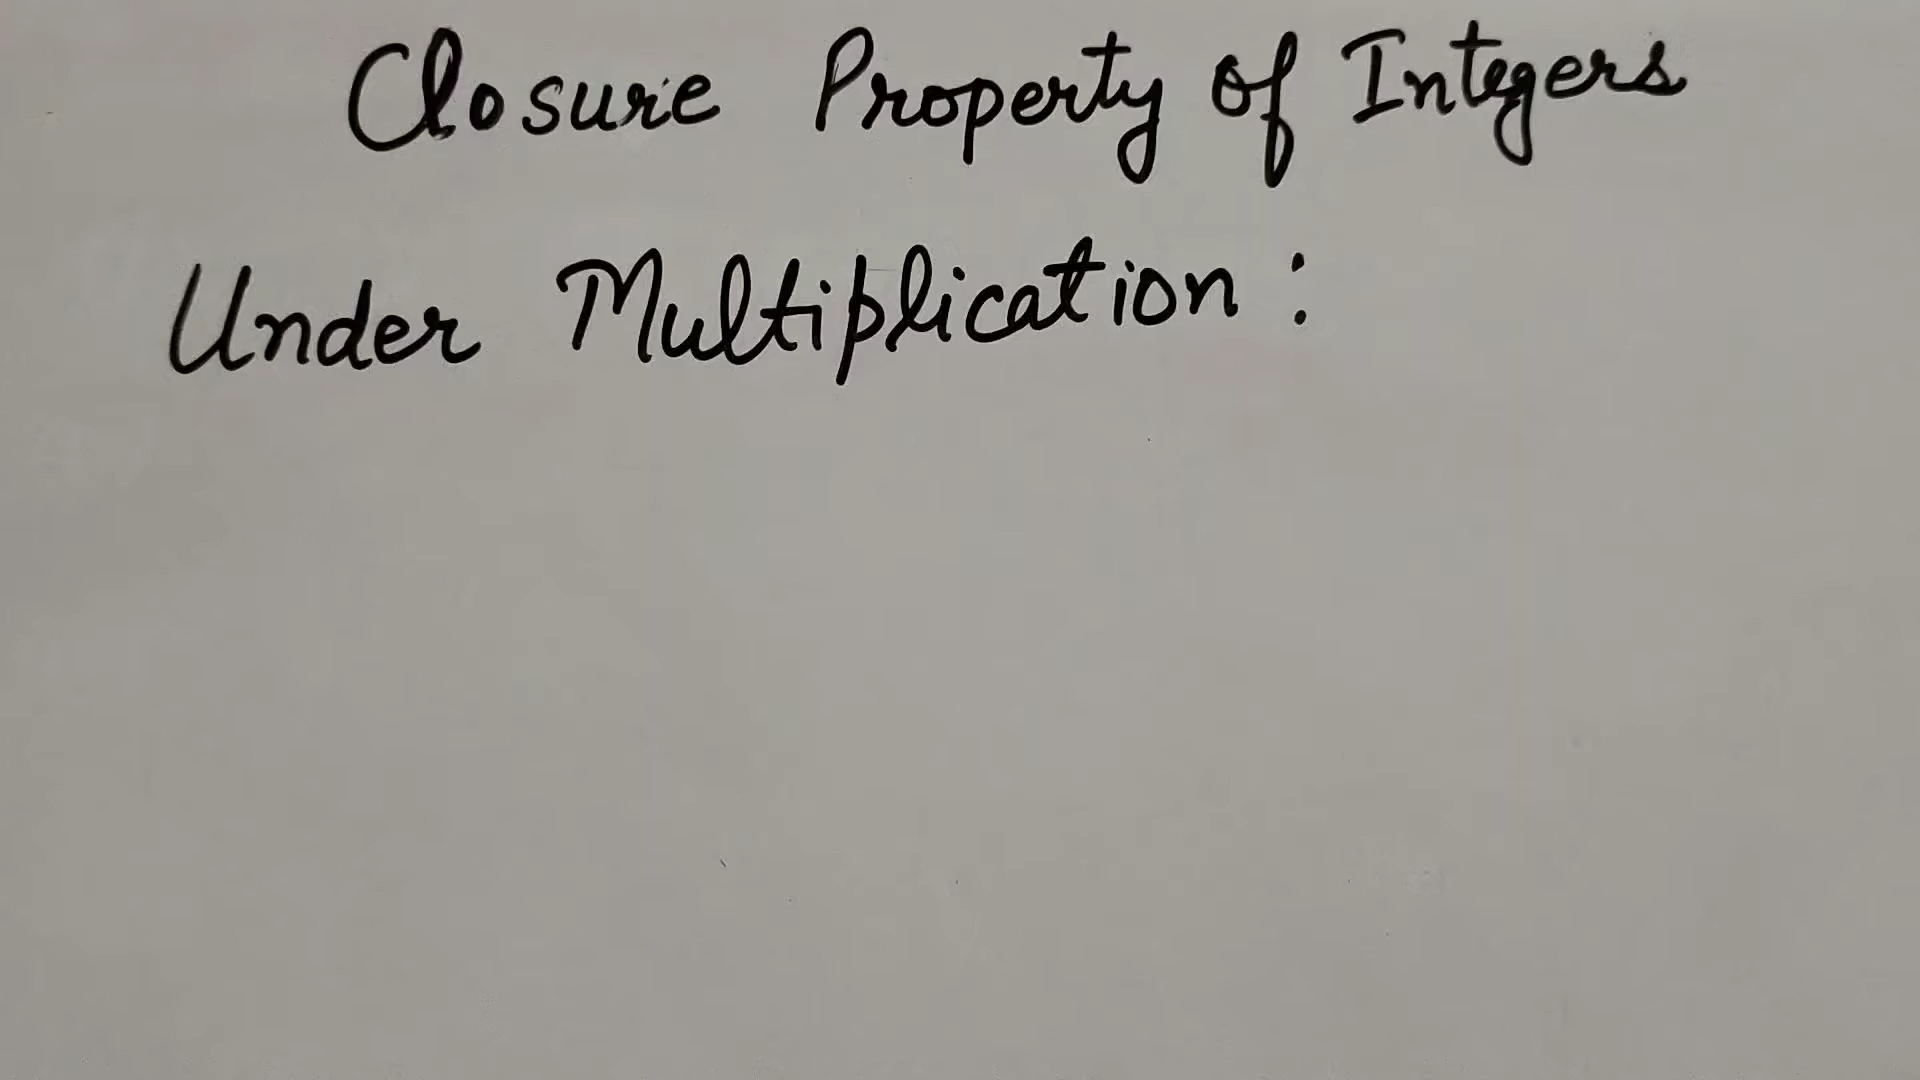 Closure Property of Integers
Under Multiplication :